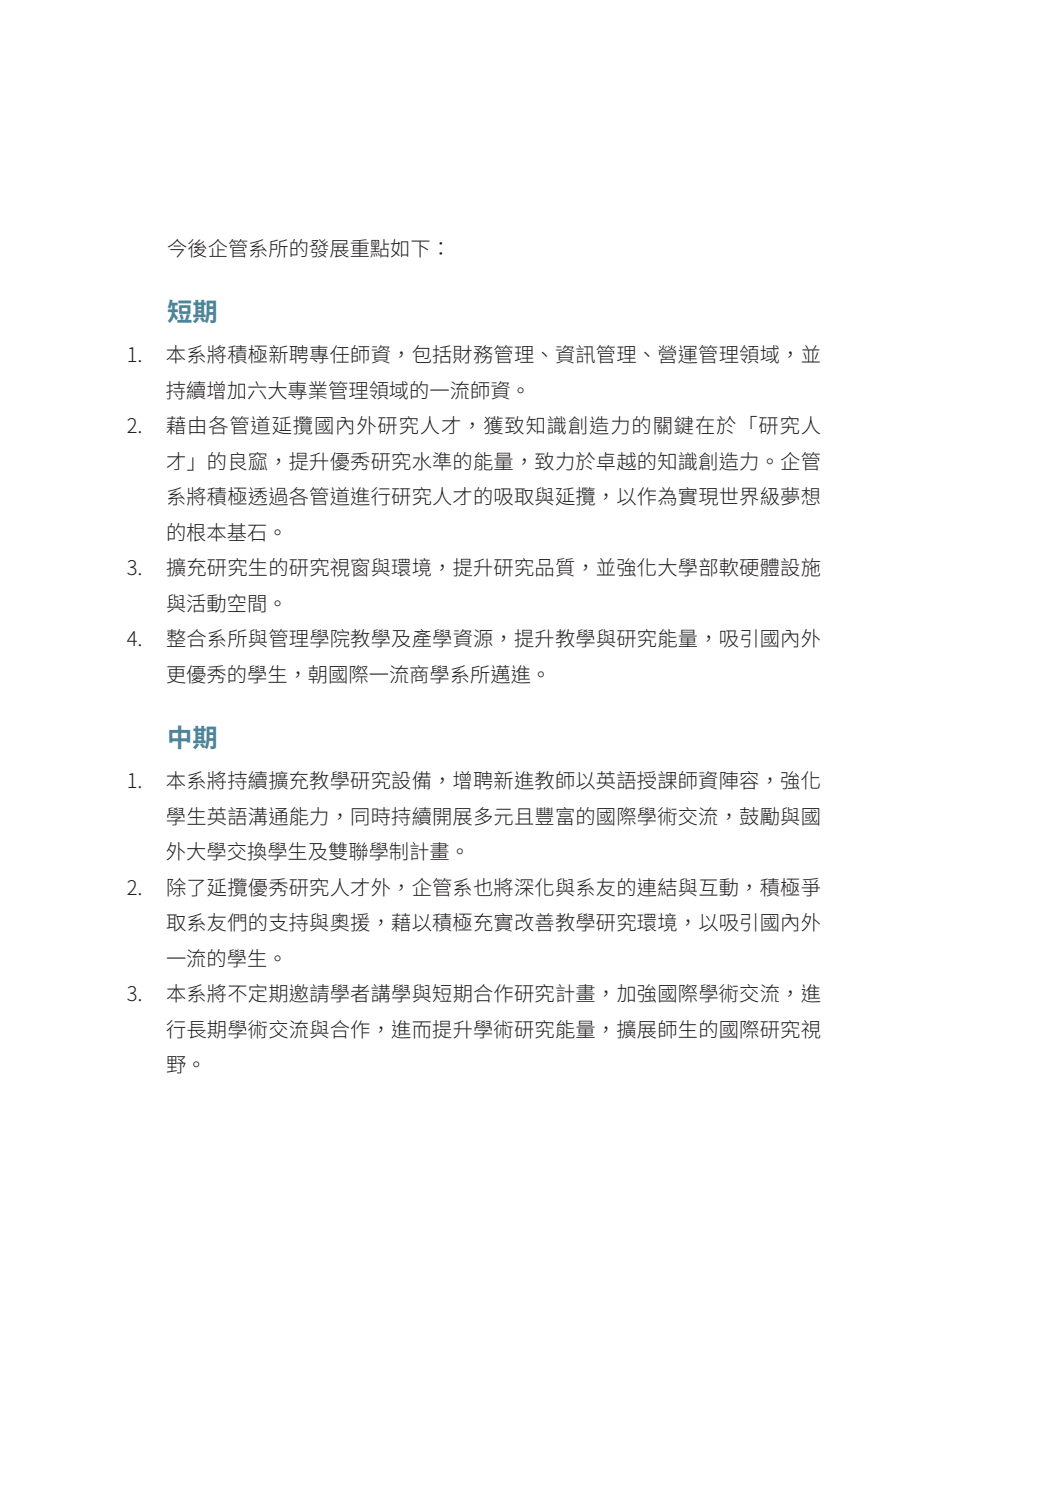 今後企管系所的發展重點如下：
短期
1. 本系將積極新聘專任師資，包括財務管理、資訊管理、營運管理領域，並
持續增加六大專業管理領域的一流師資。
2. 藉由各管道延攬國內外研究人才，獲致知識創造力的關鍵在於「研究人
才」的良窳，提升優秀研究水準的能量，致力於卓越的知識創造力。企管
系將積極透過各管道進行研究人才的吸取與延攬，以作為實現世界級夢想
的根本基石。
3. 擴充研究生的研究視窗與環境，提升研究品質，並強化大學部軟硬體設施
與活動空間。
4. 整合系所與管理學院教學及產學資源，提升教學與研究能量，吸引國內外
更優秀的學生，朝國際一流商學系所邁進。
中期
1. 本系將持續擴充教學研究設備，增聘新進教師以英語授課師資陣容，強化
學生英語溝通能力，同時持續開展多元且豐富的國際學術交流，鼓勵與國
外大學交換學生及雙聯學制計畫。
2. 除了延攬優秀研究人才外，企管系也將深化與系友的連結與互動，積極爭
取系友們的支持與奧援，藉以積極充實改善教學研究環境，以吸引國內外
一流的學生。
3. 本系將不定期邀請學者講學與短期合作研究計畫，加強國際學術交流，進
行長期學術交流與合作，進而提升學術研究能量，擴展師生的國際研究視
野。